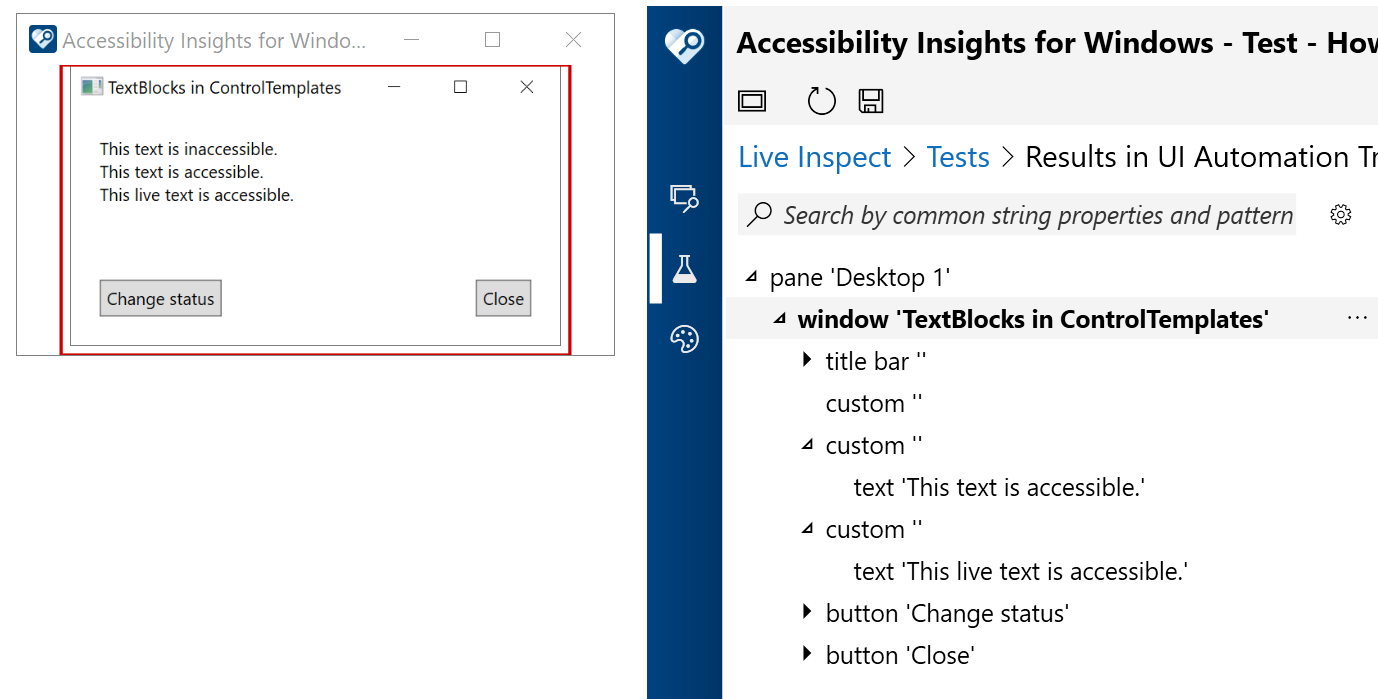 Accessibility Insights for Windo...
TextBlocks in ControlTemplates
This text is inaccessible.
This text is accessible.
This live text is accessible.
Change status
Close
Accessibility Insights for Windows - Test - How
Live Inspect > Tests > Results in UI Automation Tr
Search by common string properties and pattern
pane 'Desktop 1'
window 'TextBlocks in ControlTemplates'
...
title bar ''
custom ''
custom ''
text 'This text is accessible.'
custom ''
text 'This live text is accessible.'
button 'Change status'
button 'Close'